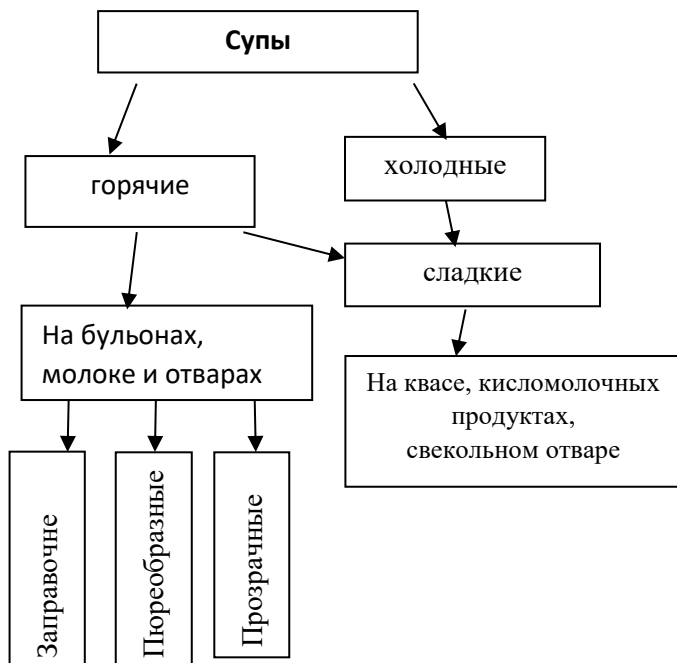 Супы
горячие
холодные
сладкие
На бульонах,
молоке и отварах
На квасе, кисломолочных
продуктах,
свекольном отваре
Заправочне
Пюреобразные
Прозрачные